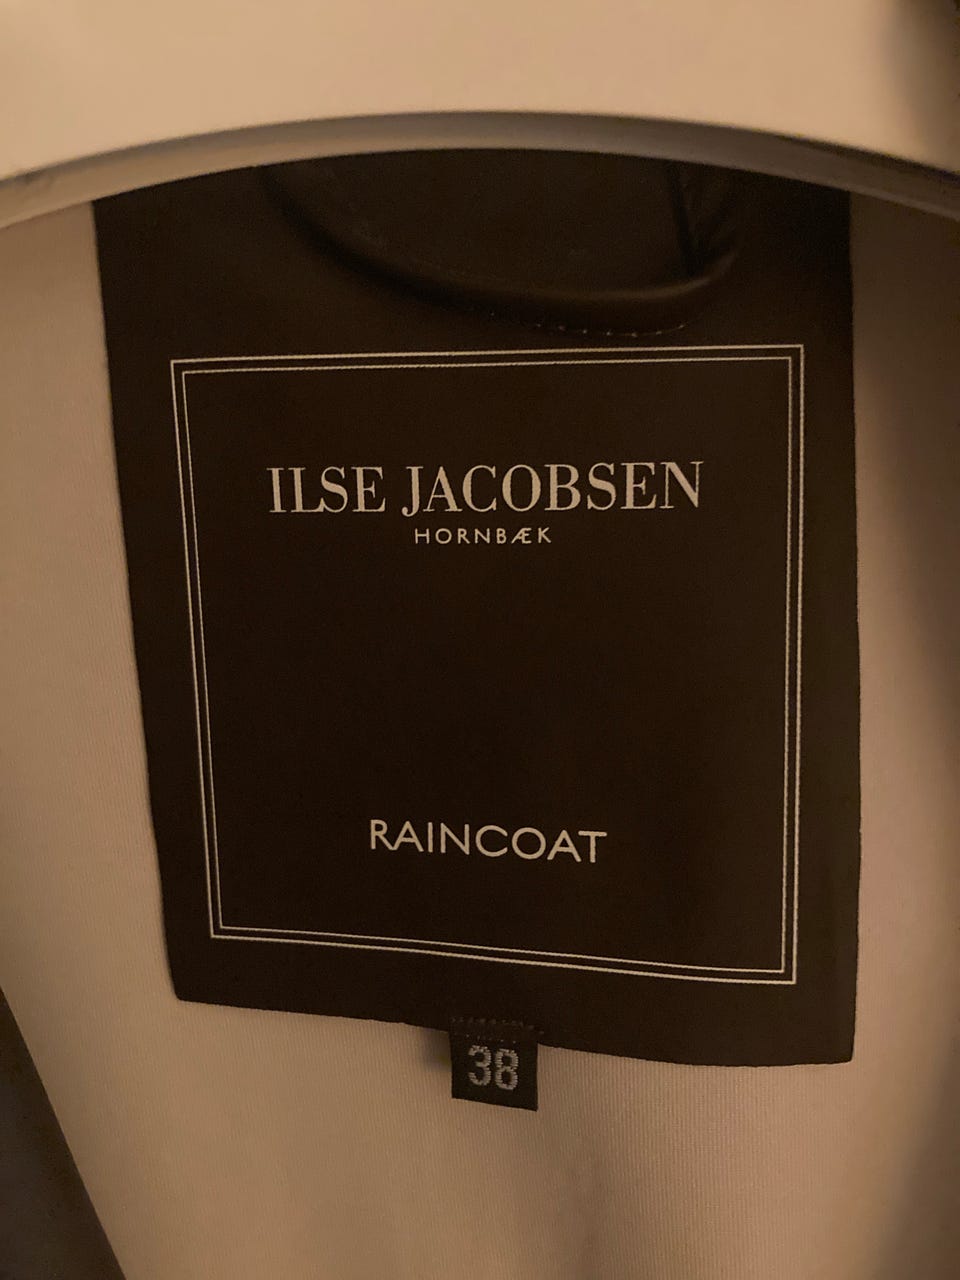 ILSE JACOBSEN
HORNBÆK
RAINCOAT
38